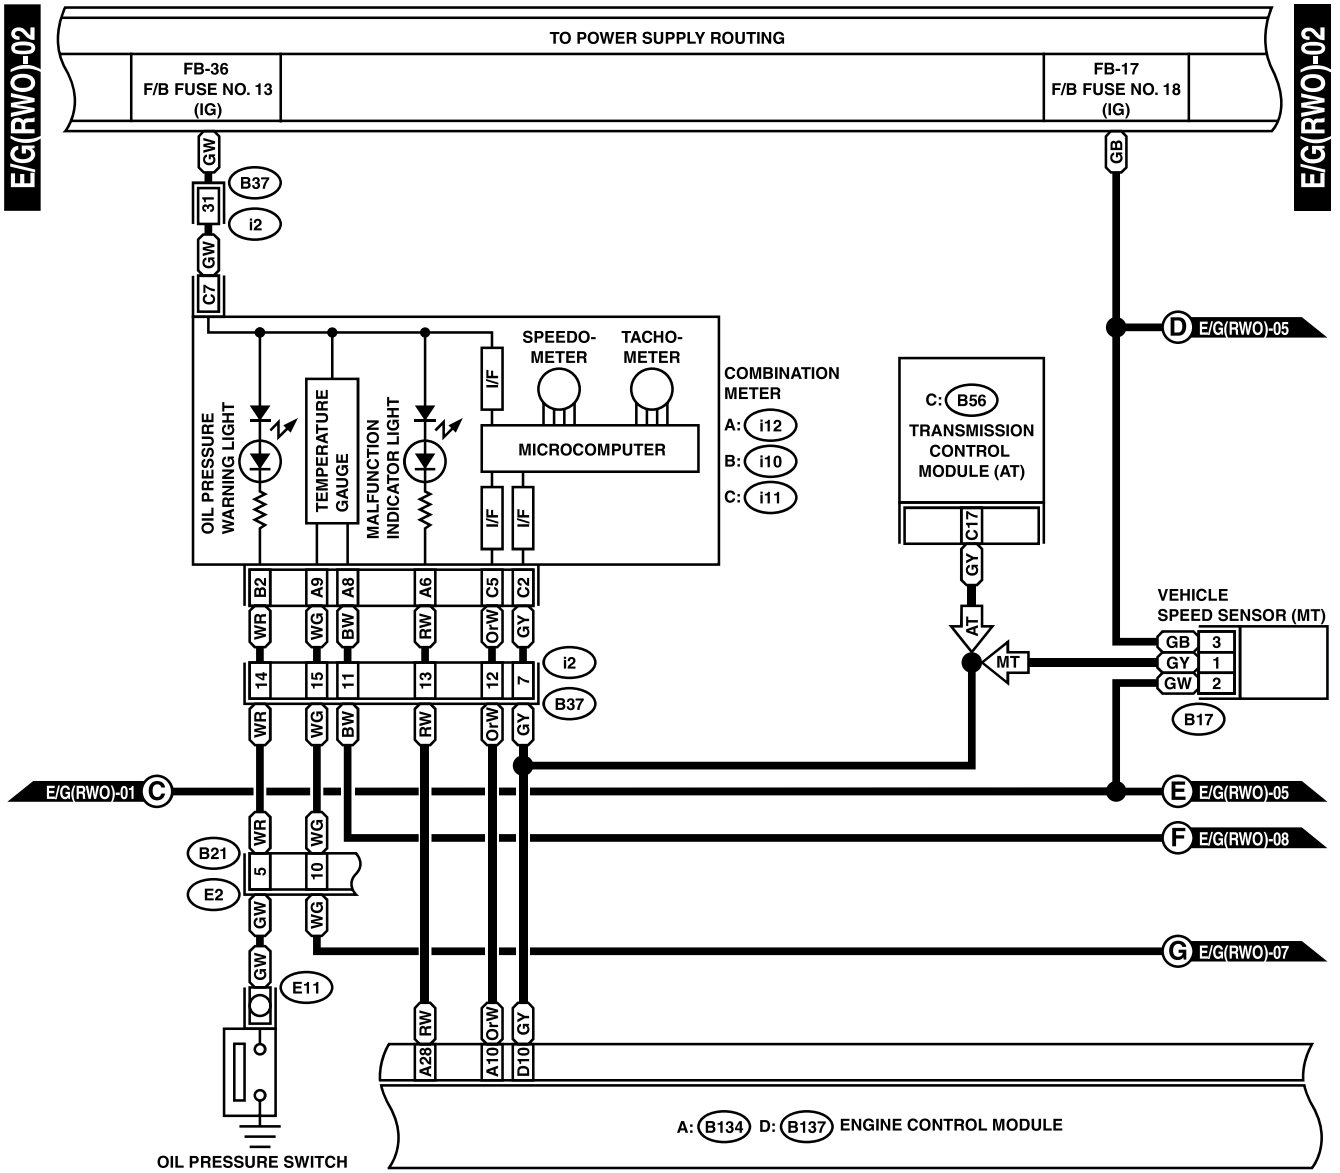 E/G(RWO)-02
E/G(RWO)-02
TO POWER SUPPLY ROUTING
FB-36
F/B FUSE NO. 13
(IG)
FB-17
F/B FUSE NO. 18
(IG)
GW
GB
31
B37
i2
GW
C7
D E/G(RWO)-05
SPEEDO-
METER
TACHO-
METER
I/F
MICROCOMPUTER
I/F
I/F
OIL PRESSURE
WARNING LIGHT
TEMPERATURE
GAUGE
MALFUNCTION
INDICATOR LIGHT
COMBINATION
METER
A: i12
B: i10
C: i11
C: B56
TRANSMISSION
CONTROL
MODULE (AT)
C17
GY
AT
MT
VEHICLE
SPEED SENSOR (MT)
GB 3
GY 1
GW 2
B17
B2 A9 A8 A6 C5 C2
WR WG BW RW OrW GY
i2
14 15 11 13 12 7
B37
WR WG BW RW OrW GY
E/G(RWO)-01 C
E E/G(RWO)-05
F E/G(RWO)-08
WR WG
B21
5 10
E2
GW WG
G E/G(RWO)-07
GW
E11
RW OrW GY
A28 A10 D10
A: B134 D: B137 ENGINE CONTROL MODULE
OIL PRESSURE SWITCH